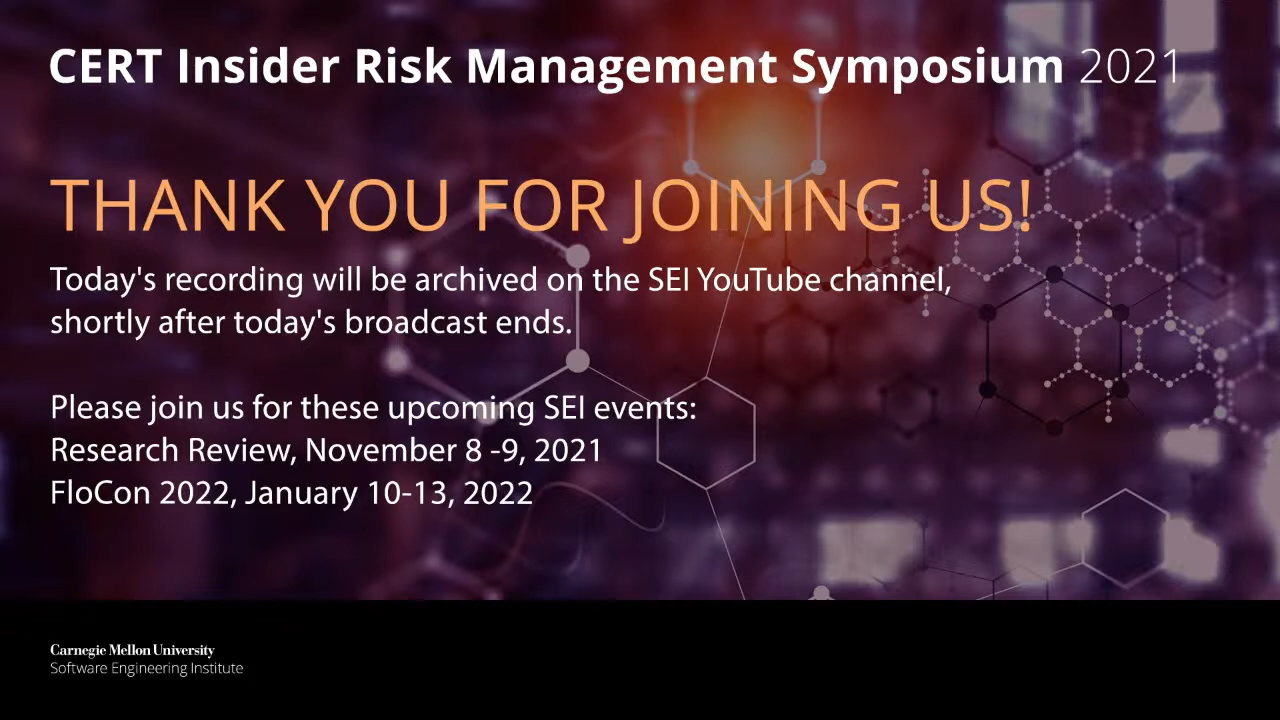 CERT Insider Risk Management Symposium 2021
THANK YOU FOR JOINING US!
Today's recording will be archived on the SEI YouTube channel,
shortly after today's broadcast ends.
Please join us for these upcoming SEI events:
Research Review, November 8 -9, 2021
FloCon 2022, January 10-13, 2022
Carnegie Mellon University
Software Engineering Institute